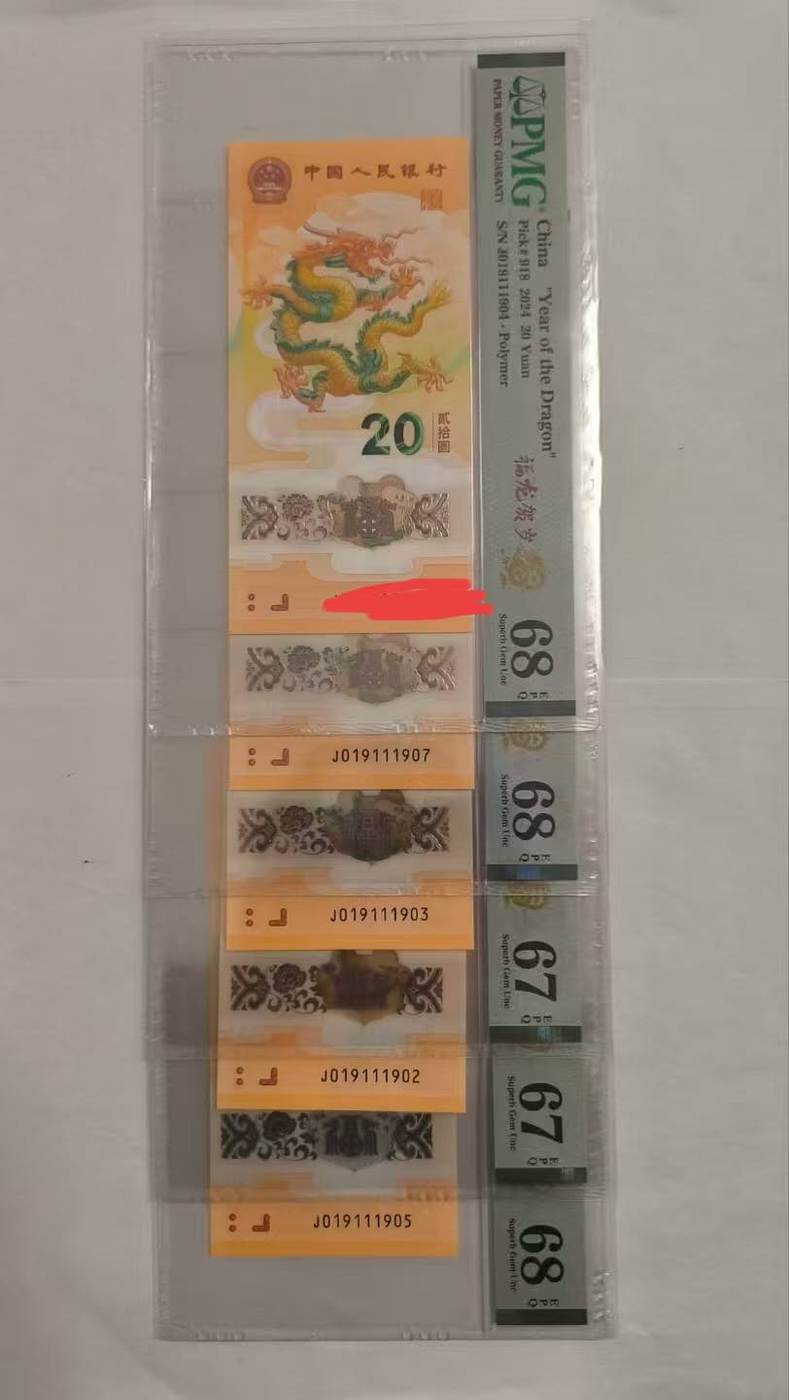 中国人民银行
20
贰拾圆
PMG
PAPER MONEY GUARANTY
China "Year of the Dragon"
Pick# 918 2024 20 Yuan
S/N J019111904 - Polymer
福龙贺岁
68 EPQ
Superb Gem Unc
J019111907
68 EPQ
Superb Gem Unc
J019111903
67 EPQ
Superb Gem Unc
J019111902
67 EPQ
Superb Gem Unc
J019111905
68 EPQ
Superb Gem Unc